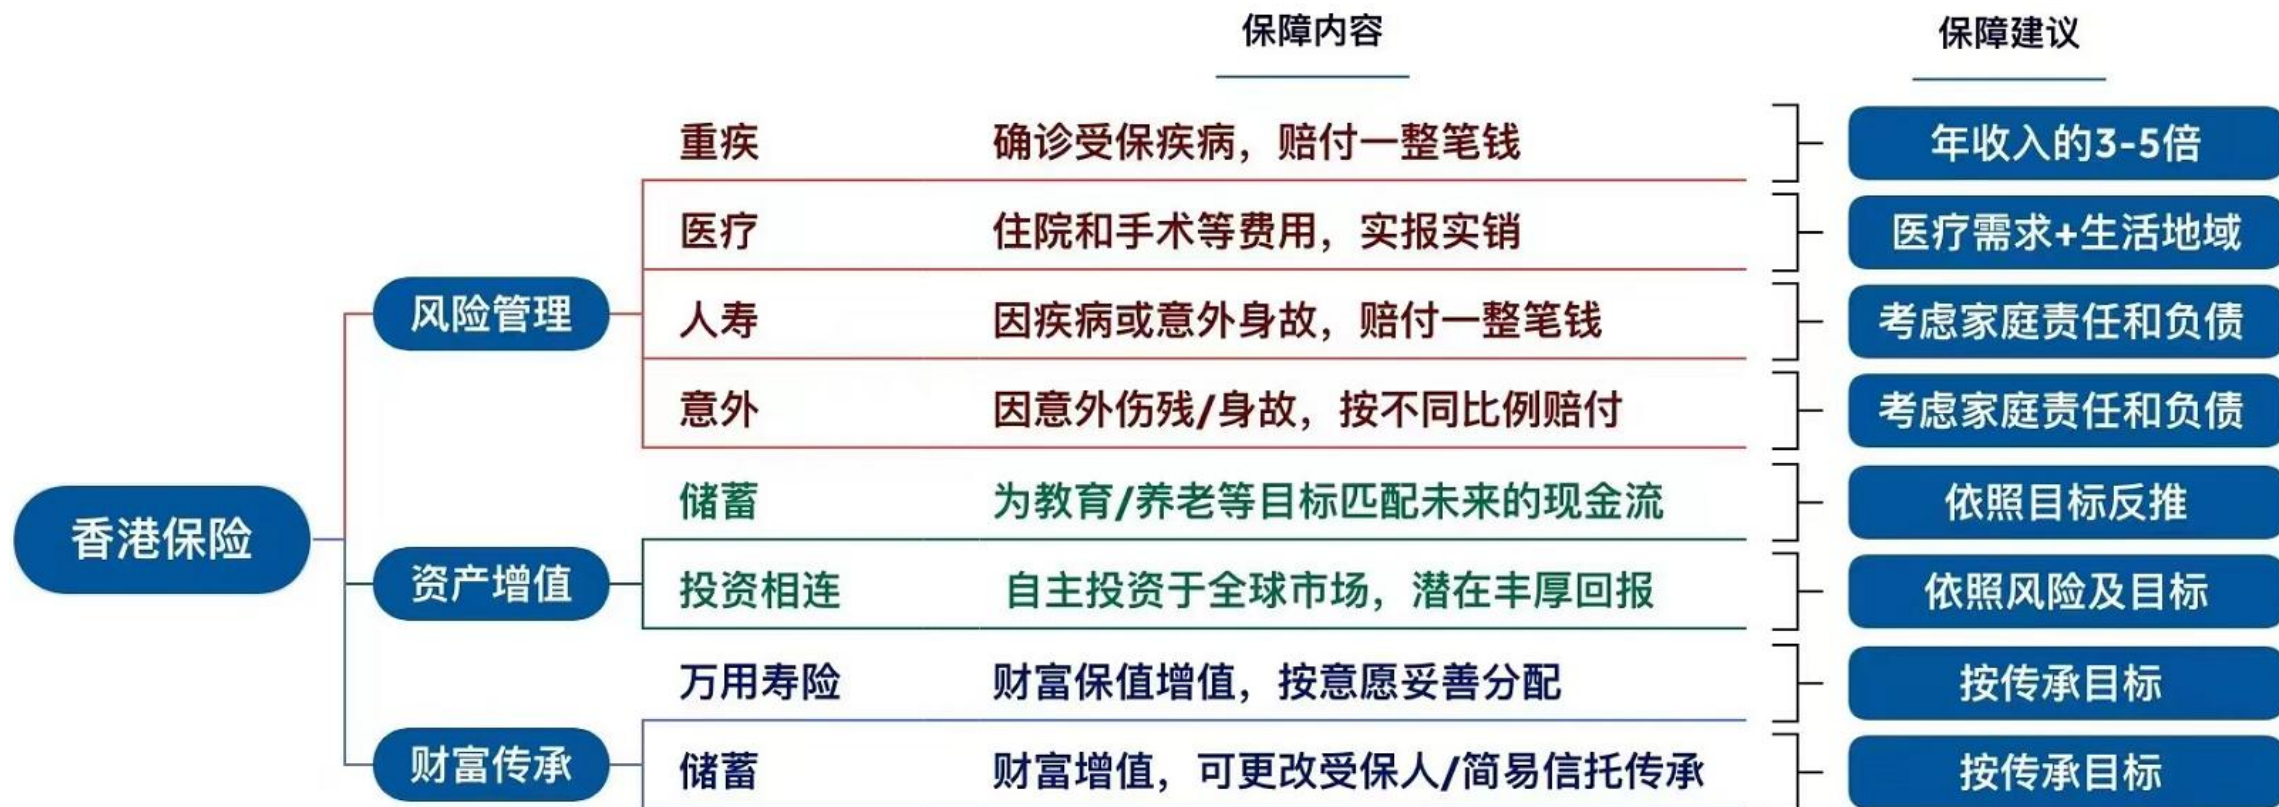 保障内容
保障建议
重疾 确诊受保疾病，赔付一整笔钱 年收入的3-5倍
医疗 住院和手术等费用，实报实销 医疗需求+生活地域
风险管理
人寿 因疾病或意外身故，赔付一整笔钱 考虑家庭责任和负债
意外 因意外伤残/身故，按不同比例赔付 考虑家庭责任和负债
香港保险
储蓄 为教育/养老等目标匹配未来的现金流 依照目标反推
资产增值
投资相连 自主投资于全球市场，潜在丰厚回报 依照风险及目标
万用寿险 财富保值增值，按意愿妥善分配 按传承目标
财富传承
储蓄 财富增值，可更改受保人/简易信托传承 按传承目标